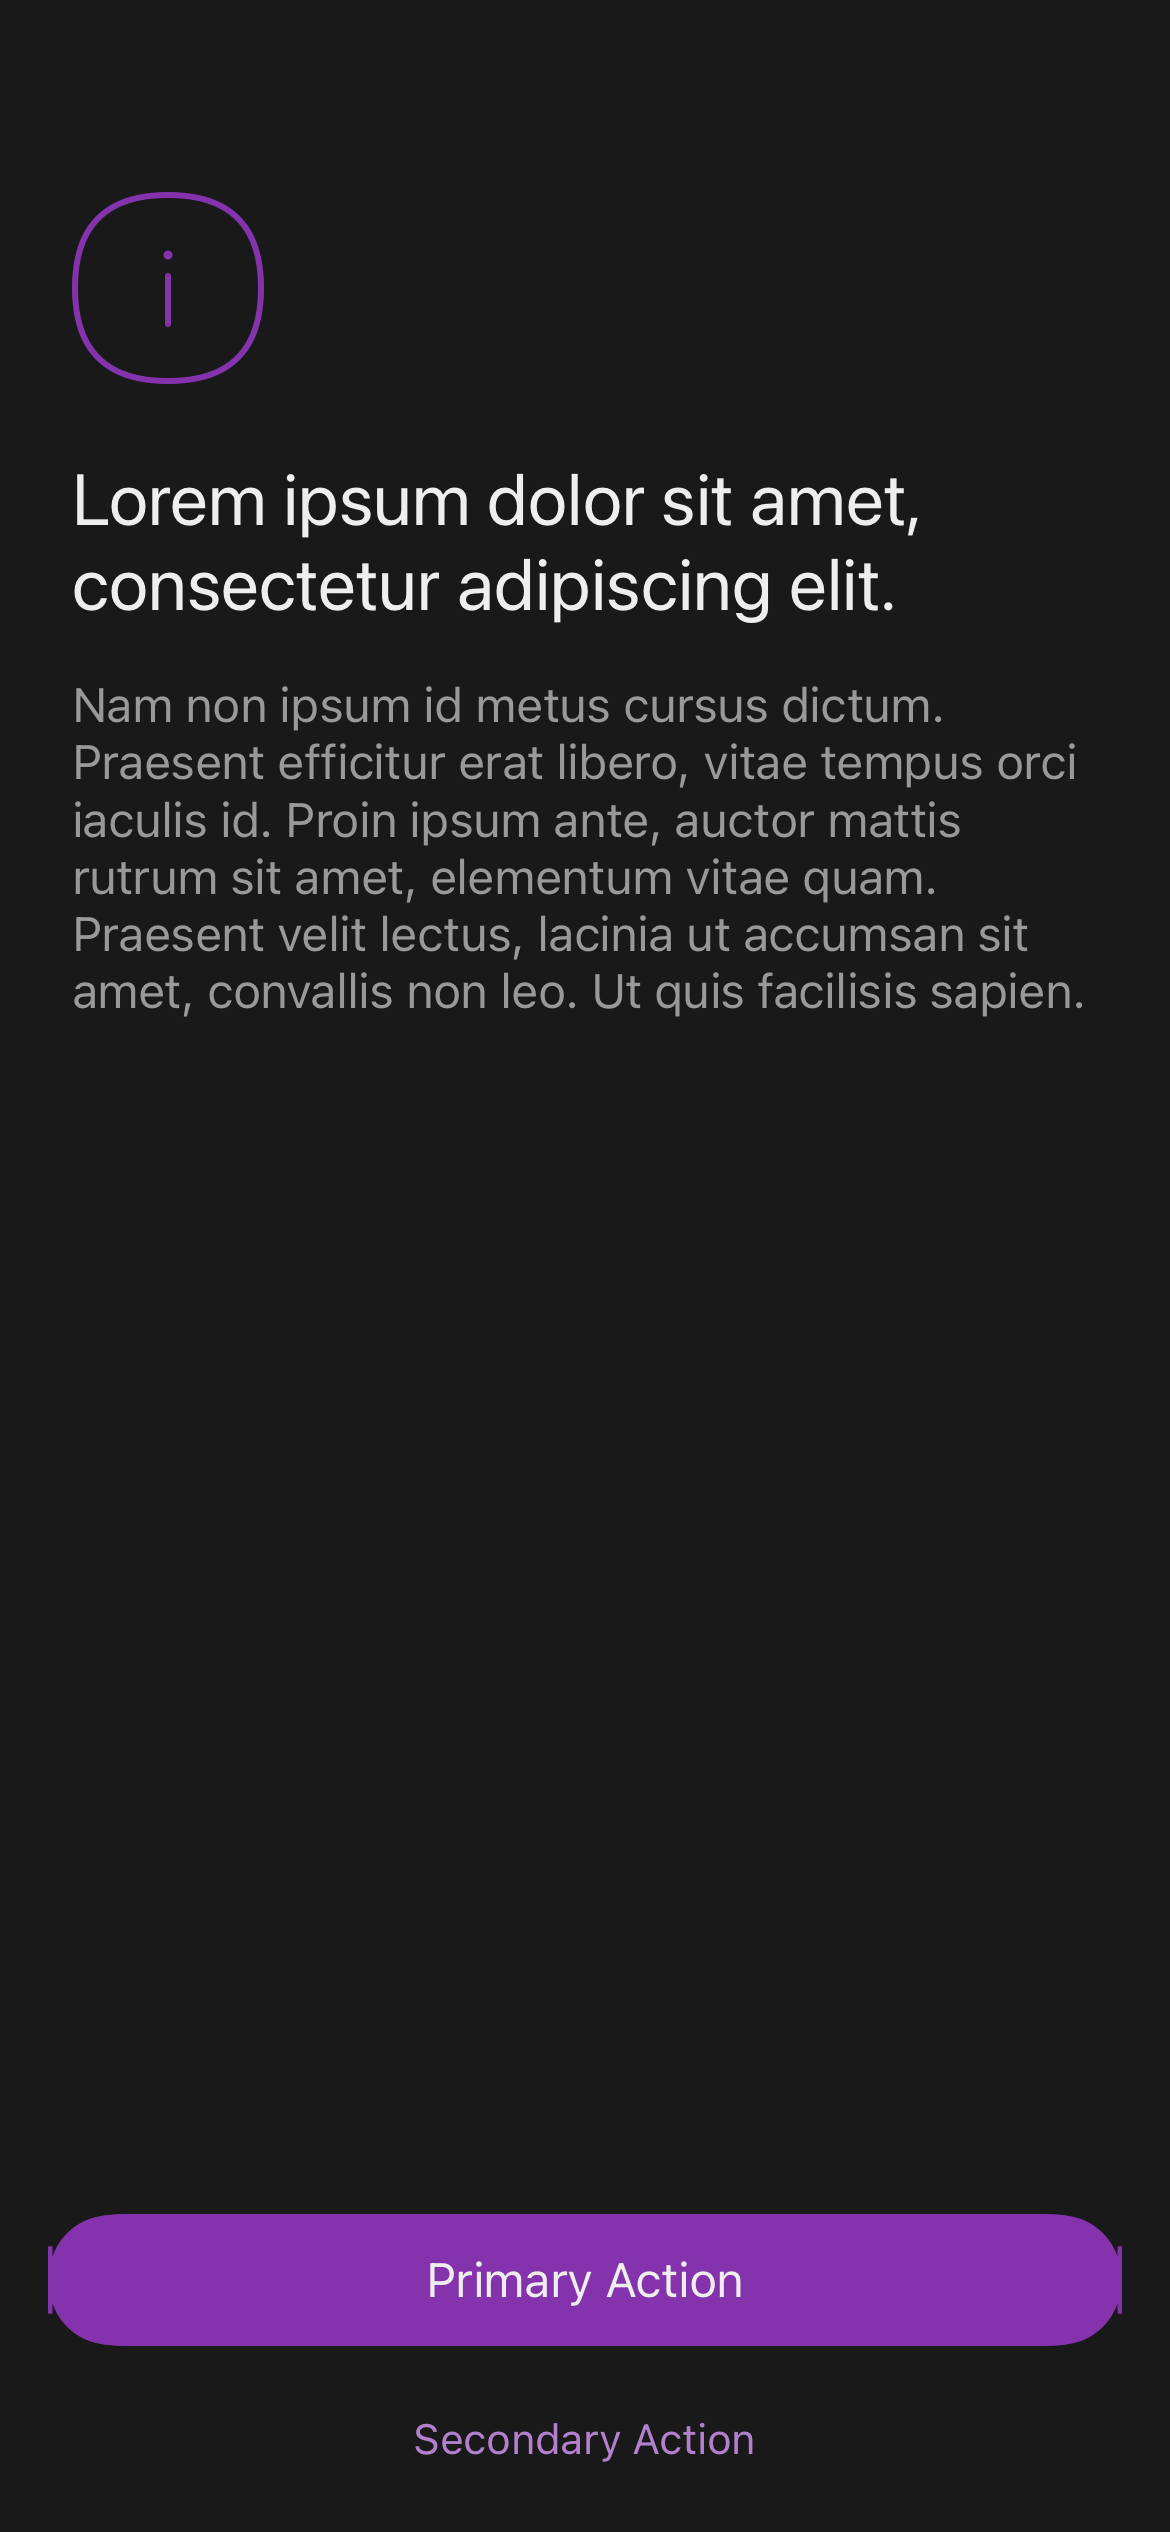 Lorem ipsum dolor sit amet,
consectetur adipiscing elit.
Nam non ipsum id metus cursus dictum.
Praesent efficitur erat libero, vitae tempus orci
iaculis id. Proin ipsum ante, auctor mattis
rutrum sit amet, elementum vitae quam.
Praesent velit lectus, lacinia ut accumsan sit
amet, convallis non leo. Ut quis facilisis sapien.
Primary Action
Secondary Action